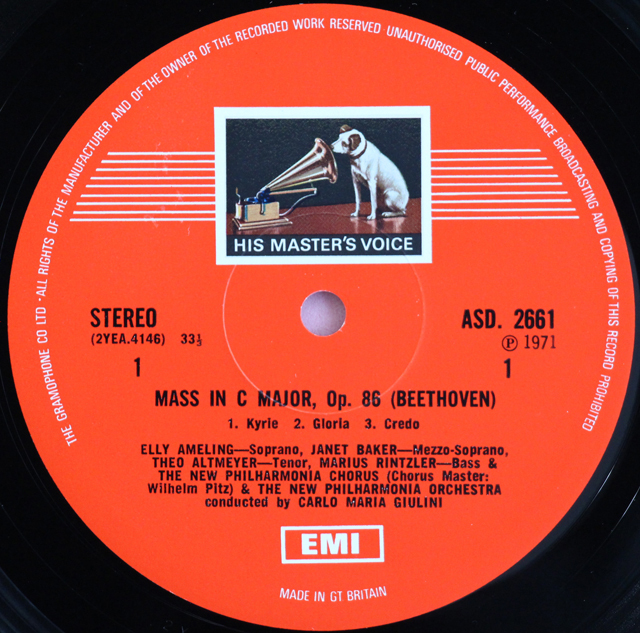 THE GRAMOPHONE CO LTD · ALL RIGHTS OF THE MANUFACTURER AND OF THE OWNER OF THE RECORDED WORK RESERVED UNAUTHORISED PUBLIC PERFORMANCE BROADCASTING AND COPYING OF THIS RECORD PROHIBITED
HIS MASTER'S VOICE
STEREO
(2YEA.4146) 33⅓
1
ASD. 2661
℗ 1971
1
MASS IN C MAJOR, Op. 86 (BEETHOVEN)
1. Kyrie 2. Gloria 3. Credo
ELLY AMELING—Soprano, JANET BAKER—Mezzo-Soprano,
THEO ALTMEYER—Tenor, MARIUS RINTZLER—Bass &
THE NEW PHILHARMONIA CHORUS (Chorus Master:
Wilhelm Pitz) & THE NEW PHILHARMONIA ORCHESTRA
conducted by CARLO MARIA GIULINI
EMI
MADE IN GT BRITAIN